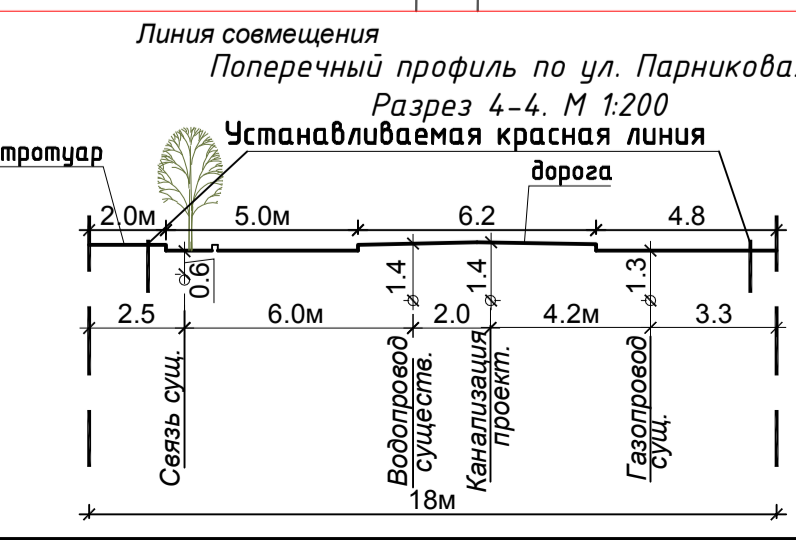 Линия совмещения
Поперечный профиль по ул. Парникова.
Разрез 4-4. М 1:200
Устанавливаемая красная линия
тротуар
дорога
2.0м 5.0м 6.2 4.8
0.6 1.4 1.4 1.3
2.5 6.0м 2.0 4.2м 3.3
Связь сущ.
Водопровод
существ.
Канализация
проект.
Газопровод
сущ.
18м